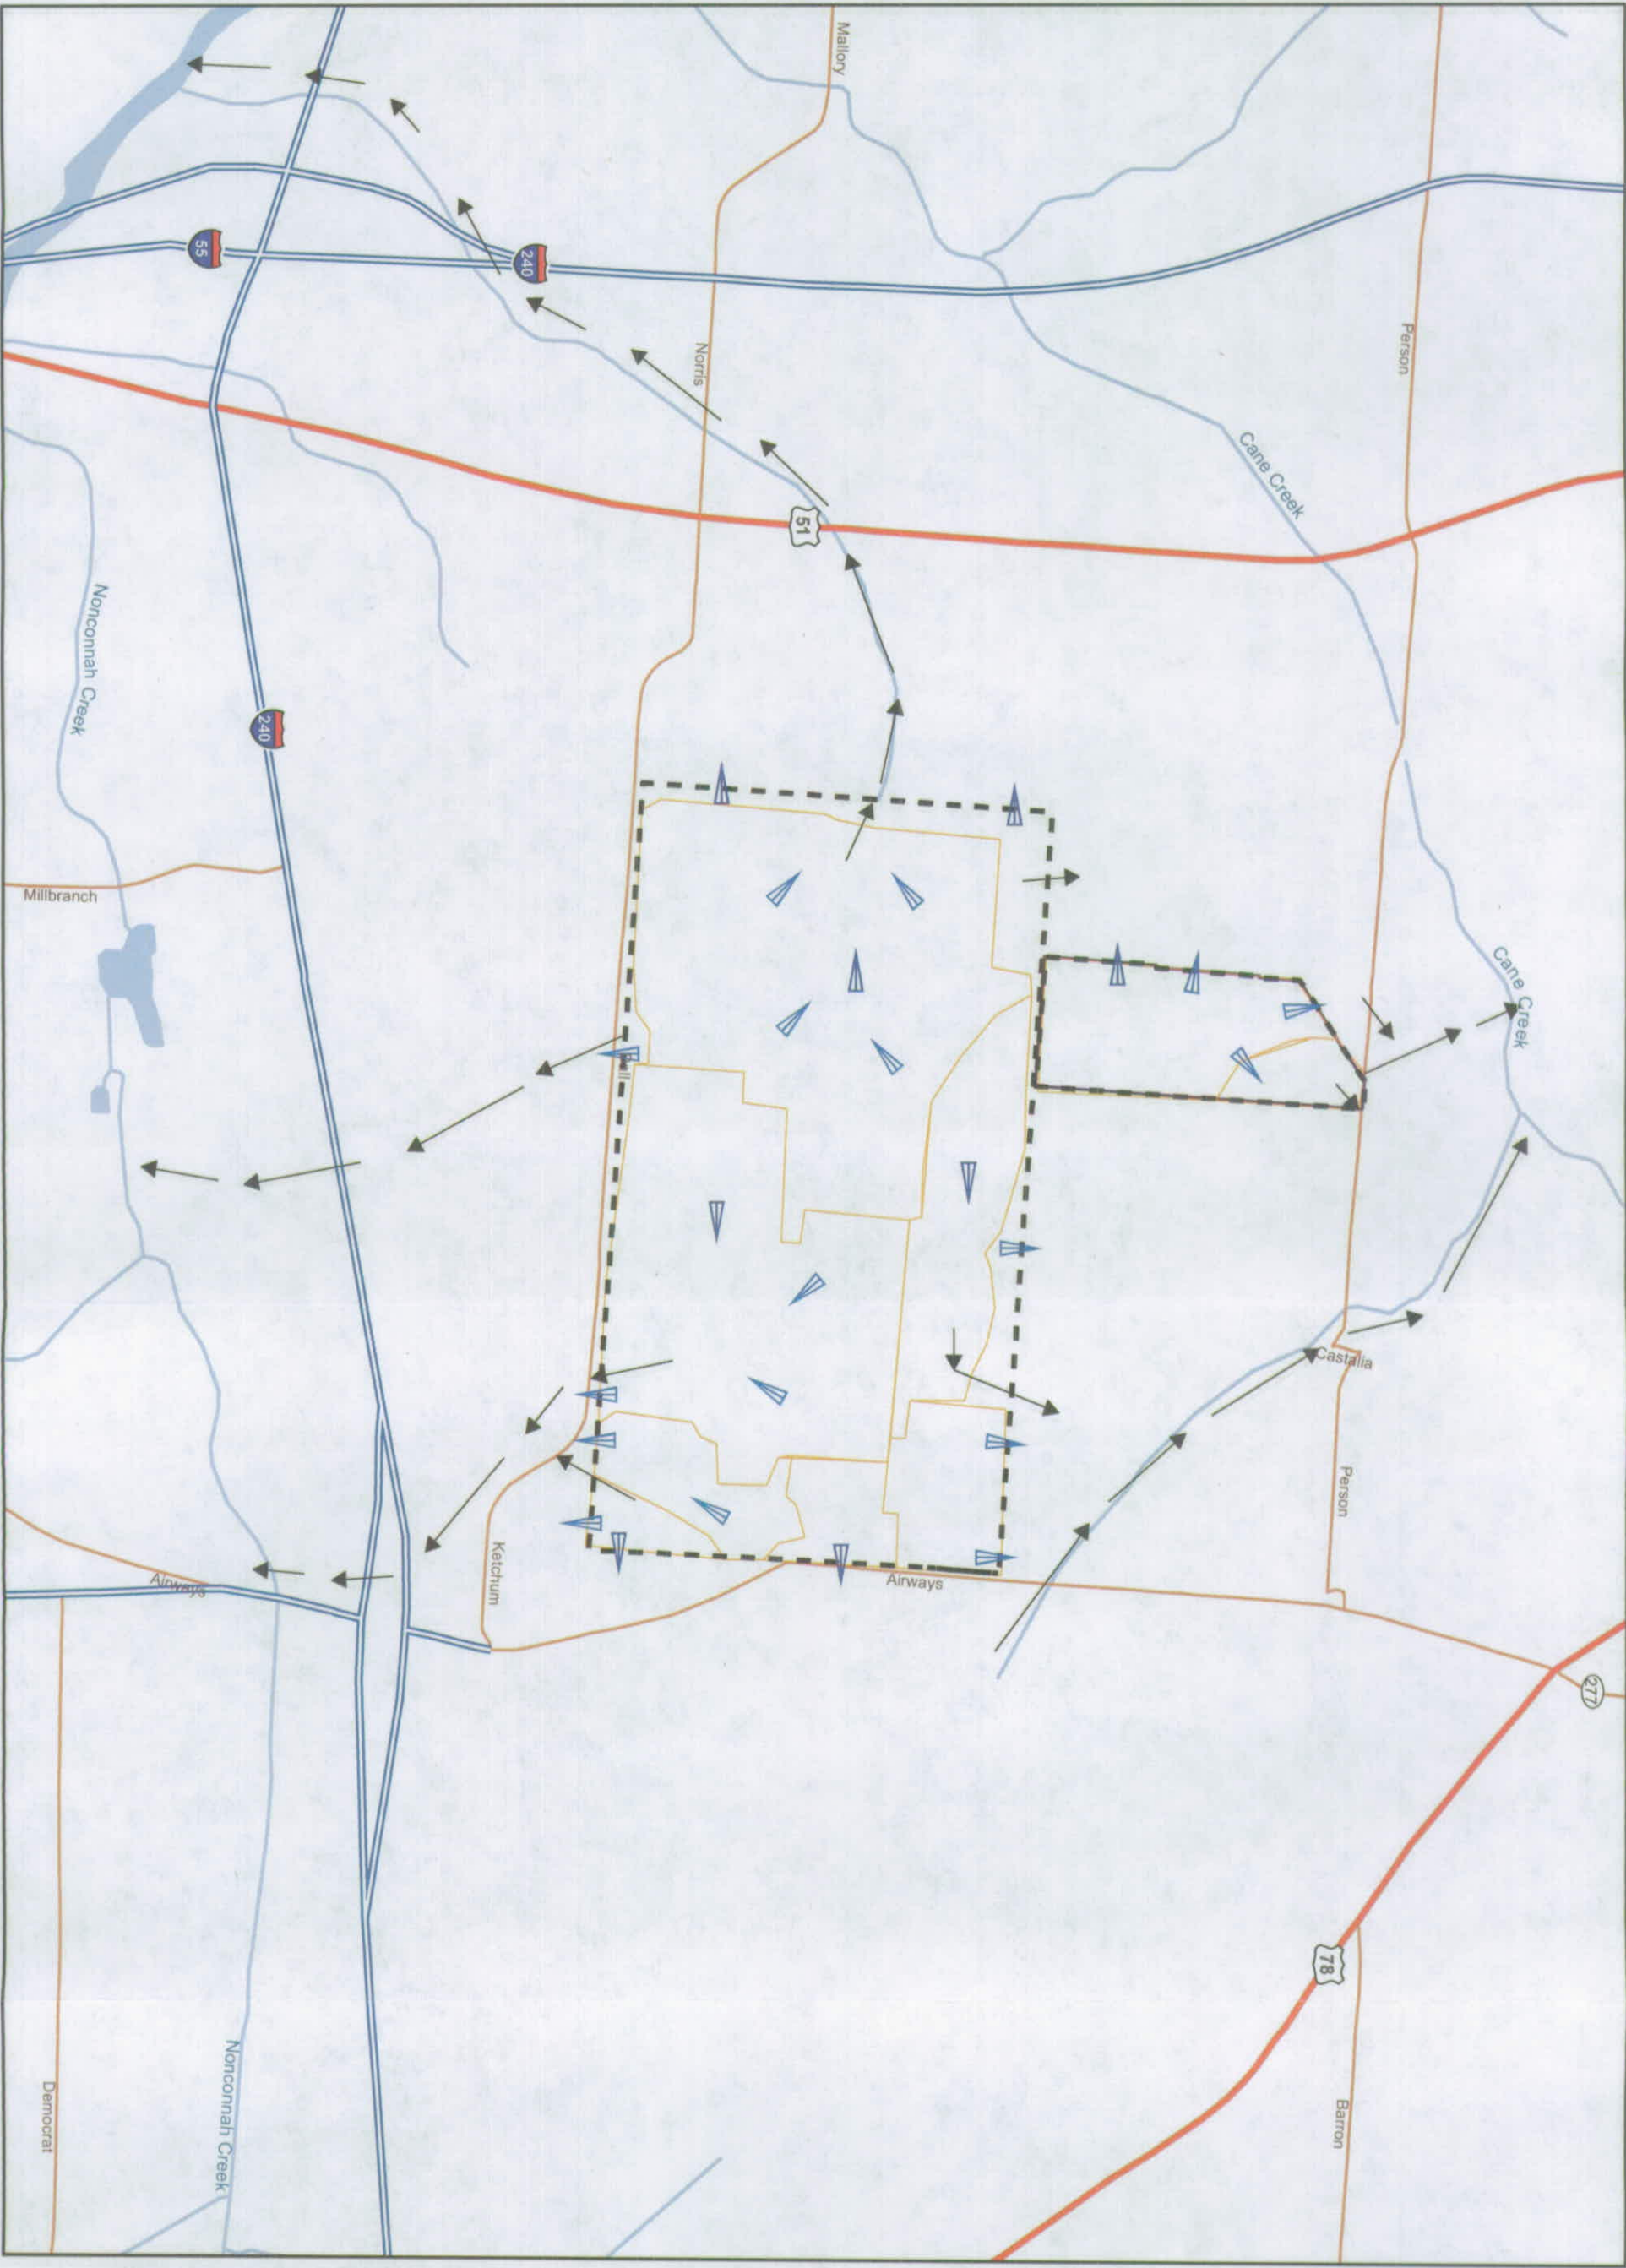 Mallory
Person
Norris
Cane Creek
55
240
51
Nonconnah Creek
240
Millbranch
Cane Creek
Castalia
Person
Airways
Airways
Ketchum
277
78
Barron
Democrat
Nonconnah Creek